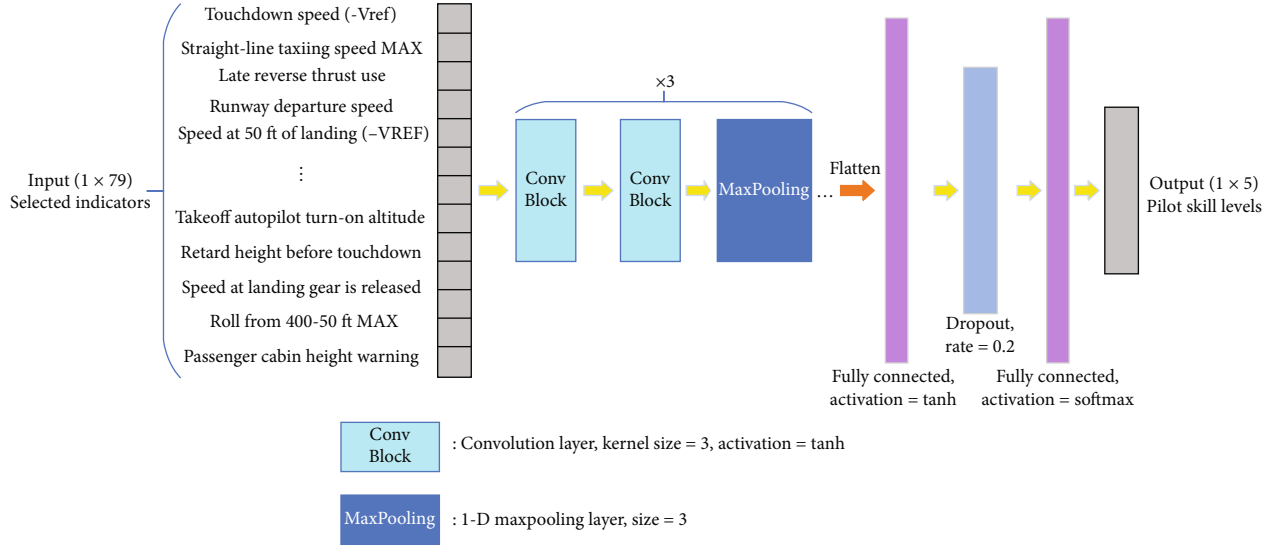 Touchdown speed (-Vref)
Straight-line taxiing speed MAX
Late reverse thrust use
Runway departure speed
Speed at 50 ft of landing (–VREF)
⋮
Takeoff autopilot turn-on altitude
Retard height before touchdown
Speed at landing gear is released
Roll from 400-50 ft MAX
Passenger cabin height warning
Input (1 × 79)
Selected indicators
×3
Conv
Block
Conv
Block
MaxPooling
...
Flatten
Fully connected,
activation = tanh
Dropout,
rate = 0.2
Fully connected,
activation = softmax
Output (1 × 5)
Pilot skill levels
Conv
Block
: Convolution layer, kernel size = 3, activation = tanh
MaxPooling
: 1-D maxpooling layer, size = 3